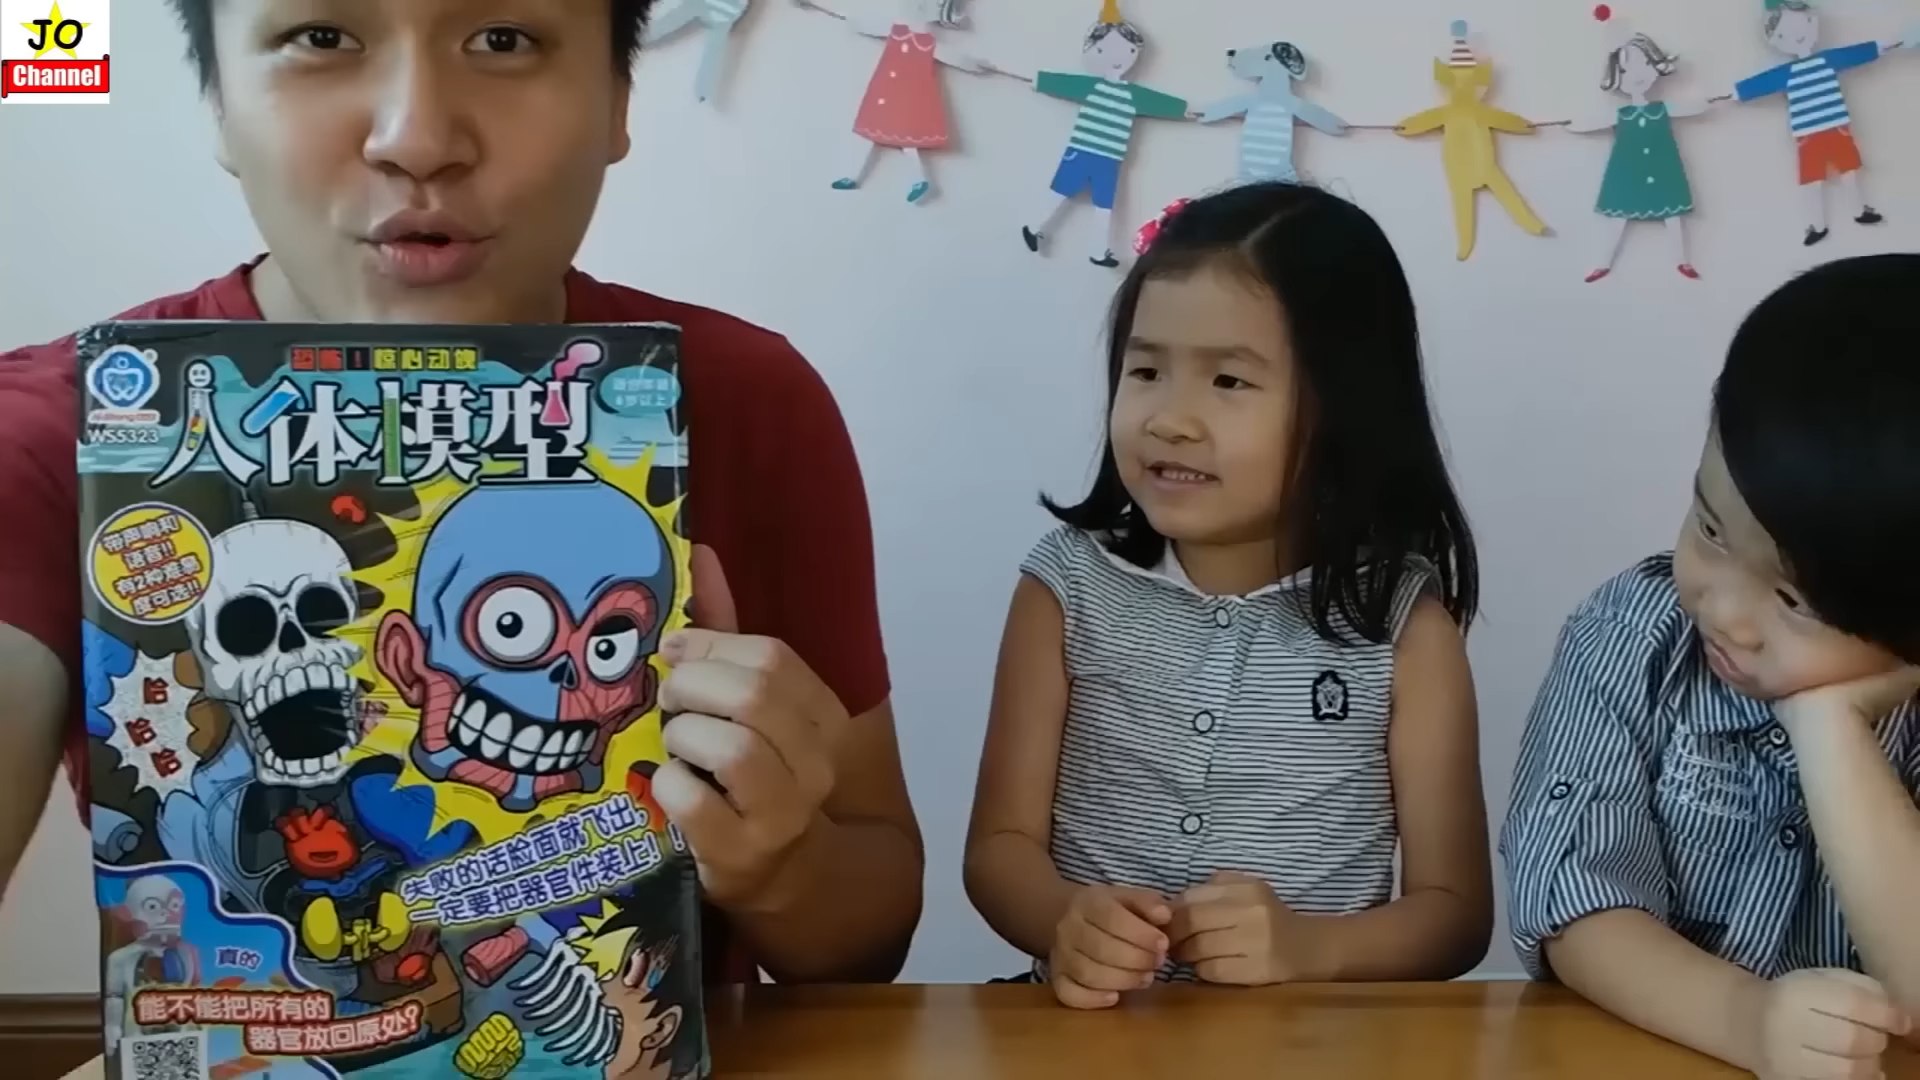 JO
Channel
恐怖！惊心动魄
人体模型
适合年龄
6岁以上
WS5323
带声响和
语音!!
有2种难易
度可选!!
哈
哈
哈
失败的话脸面就飞出，
一定要把器官件装上！！
真的
能不能把所有的
器官放回原处?